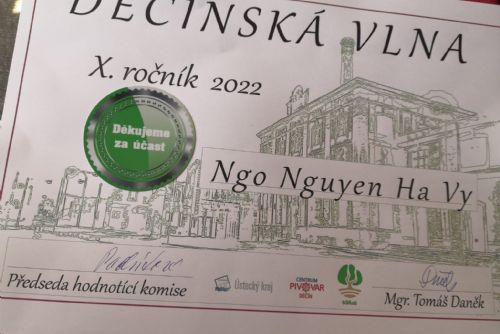 DĚČÍNSKÁ VLNA
X. ročník 2022
Děkujeme
za účast
Ngo Nguyen Ha Vy
Předseda hodnotící komise
Ústecký kraj
CENTRUM
PIVOVAR
DĚČÍN
Mgr. Tomáš Daněk